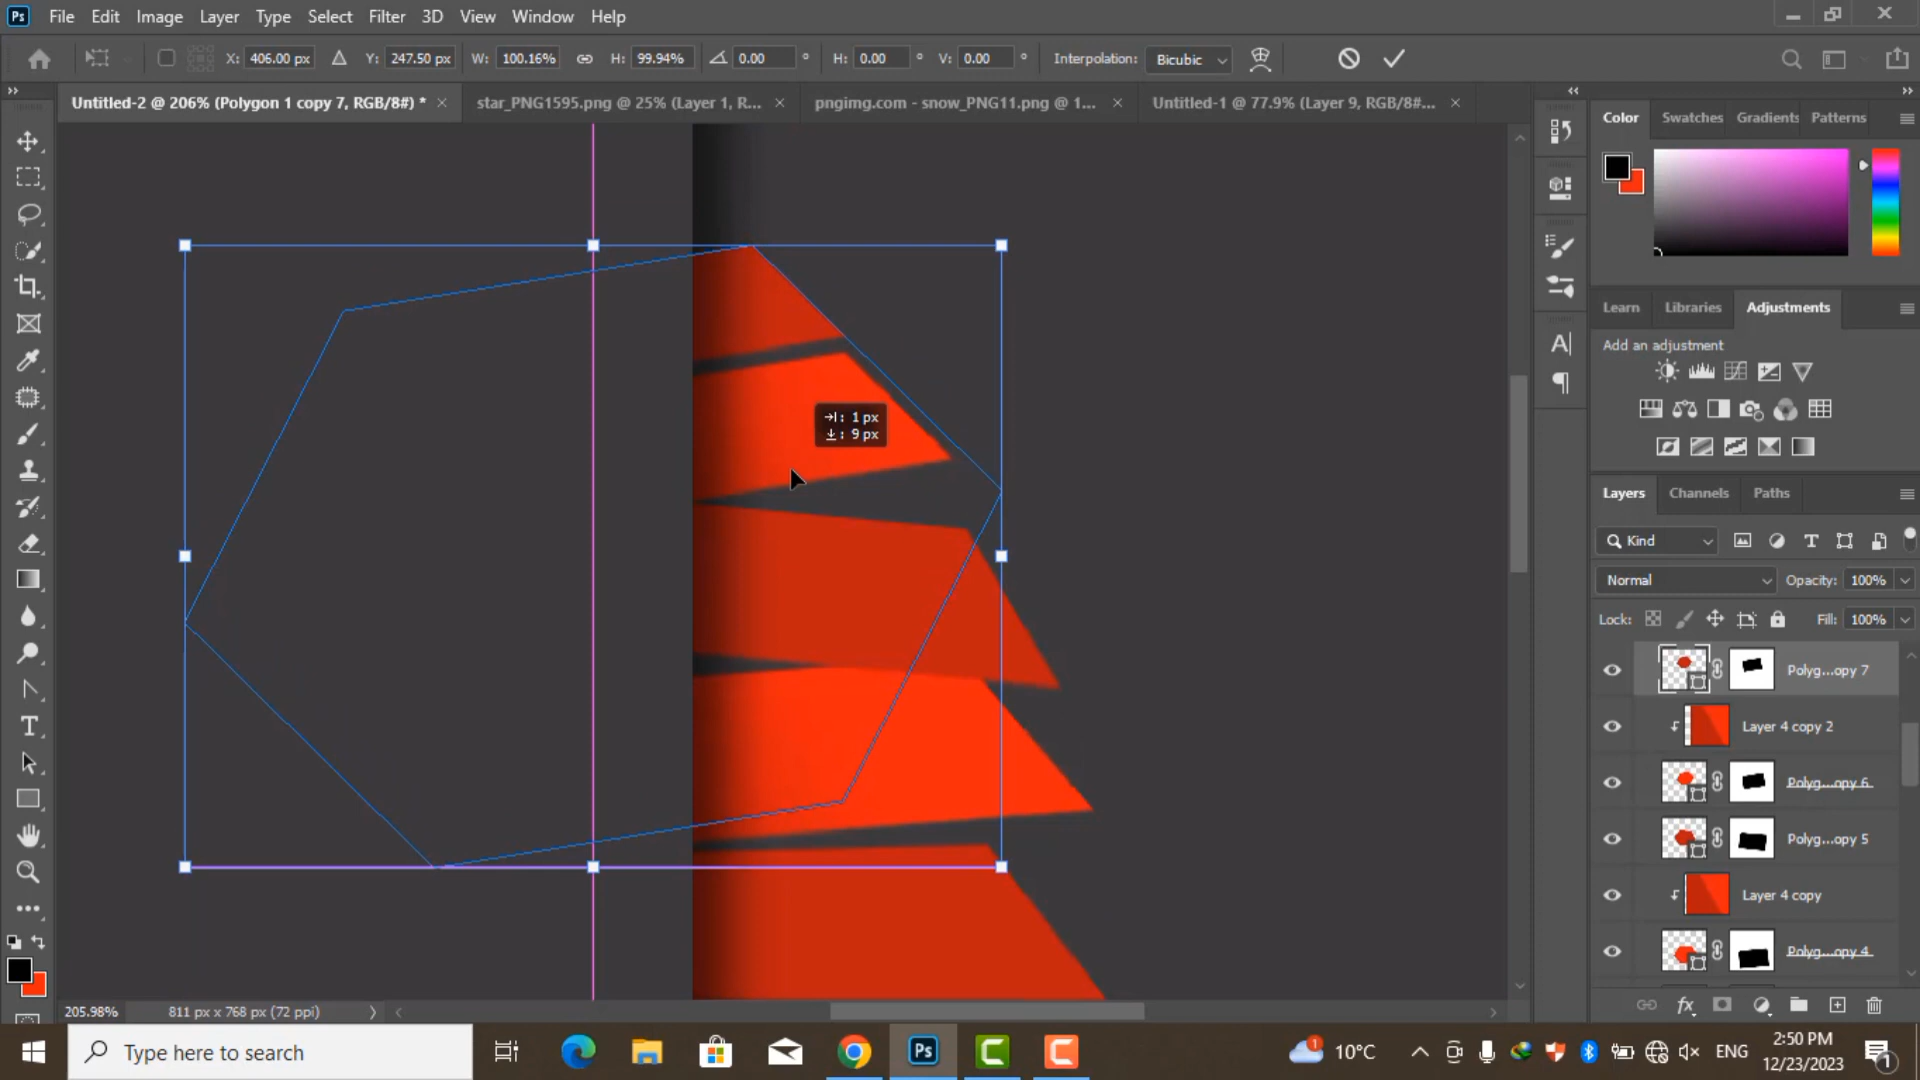 Ps File Edit Image Layer Type Select Filter 3D View Window Help
X: 406.00 px Y: 247.50 px W: 100.16% H: 99.94% 0.00 ° H: 0.00 ° V: 0.00 ° Interpolation: Bicubic
Untitled-2 @ 206% (Polygon 1 copy 7, RGB/8#) * × star_PNG1595.png @ 25% (Layer 1, R... × pngimg.com - snow_PNG11.png @ 1... × Untitled-1 @ 77.9% (Layer 9, RGB/8#... ×
Color Swatches Gradients Patterns
Learn Libraries Adjustments
Add an adjustment
: 1 px
: 9 px
Layers Channels Paths
Kind
Normal Opacity: 100%
Lock: Fill: 100%
Polyg...opy 7
Layer 4 copy 2
Polyg...opy 6
Polyg...opy 5
Layer 4 copy
Polyg...opy 4
205.98% 811 px x 768 px (72 ppi)
Type here to search
10°C
ENG
2:50 PM
12/23/2023